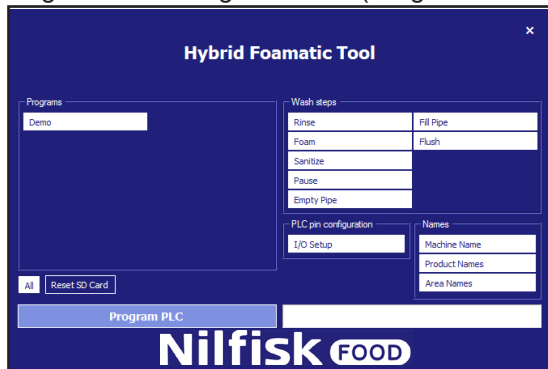 ×
Hybrid Foamatic Tool
Programs
Demo
Wash steps
Rinse
Fill Pipe
Foam
Flush
Sanitize
Pause
Empty Pipe
PLC pin configuration
I/O Setup
Names
Machine Name
Product Names
Area Names
All
Reset SD Card
Program PLC
Nilfisk FOOD